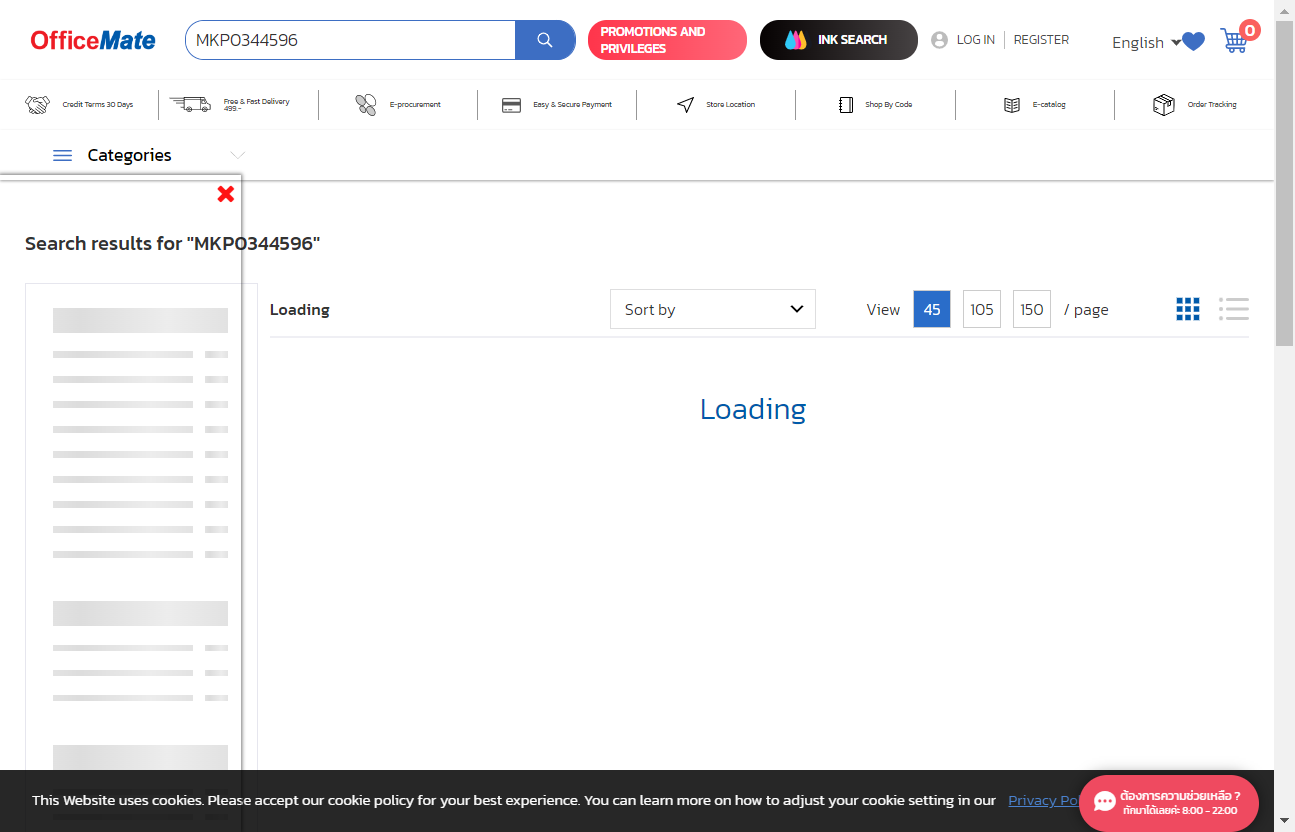 OfficeMate
MKP0344596
PROMOTIONS AND
PRIVILEGES
INK SEARCH
LOG IN
REGISTER
English
0
Credit Terms 30 Days
Free & Fast Delivery
499.-
E-procurement
Easy & Secure Payment
Store Location
Shop By Code
E-catalog
Order Tracking
Categories
Search results for "MKP0344596"
Loading
Sort by
View
45
105
150
/ page
Loading
This Website uses cookies. Please accept our cookie policy for your best experience. You can learn more on how to adjust your cookie setting in our
Privacy
ต้องการความช่วยเหลือ ?
ทักมาได้เลยค่ะ 8:00 - 22:00